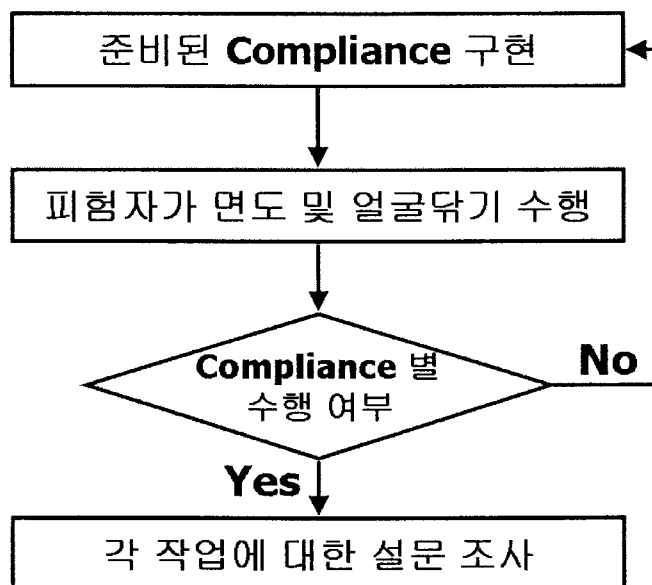 준비된 Compliance 구현
피험자가 면도 및 얼굴닦기 수행
Compliance 별
수행 여부
No
Yes
각 작업에 대한 설문 조사